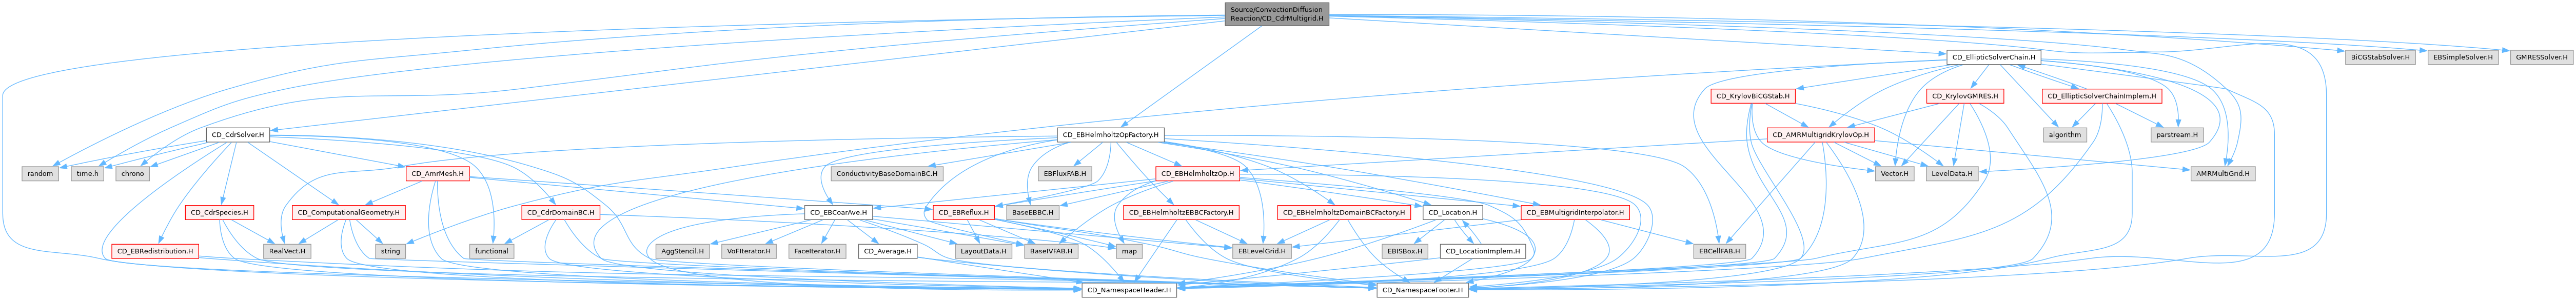 Source/ConvectionDiffusion
Reaction/CD_CdrMultigrid.H
CD_EllipticSolverChain.H
BiCGStabSolver.H
EBSimpleSolver.H
GMRESSolver.H
CD_KrylovBiCGStab.H
CD_KrylovGMRES.H
CD_EllipticSolverChainImplem.H
CD_CdrSolver.H
CD_EBHelmholtzOpFactory.H
CD_AMRMultigridKrylovOp.H
algorithm
parstream.H
random
time.h
chrono
CD_AmrMesh.H
ConductivityBaseDomainBC.H
EBFluxFAB.H
CD_EBHelmholtzOp.H
Vector.H
LevelData.H
AMRMultiGrid.H
CD_CdrSpecies.H
CD_ComputationalGeometry.H
CD_CdrDomainBC.H
CD_EBCoarAve.H
CD_EBReflux.H
BaseEBBC.H
CD_EBHelmholtzEBBCFactory.H
CD_EBHelmholtzDomainBCFactory.H
CD_Location.H
CD_EBMultigridInterpolator.H
CD_EBRedistribution.H
RealVect.H
string
functional
AggStencil.H
VoFIterator.H
FaceIterator.H
CD_Average.H
LayoutData.H
BaseIVFAB.H
map
EBLevelGrid.H
EBISBox.H
CD_LocationImplem.H
EBCellFAB.H
CD_NamespaceHeader.H
CD_NamespaceFooter.H